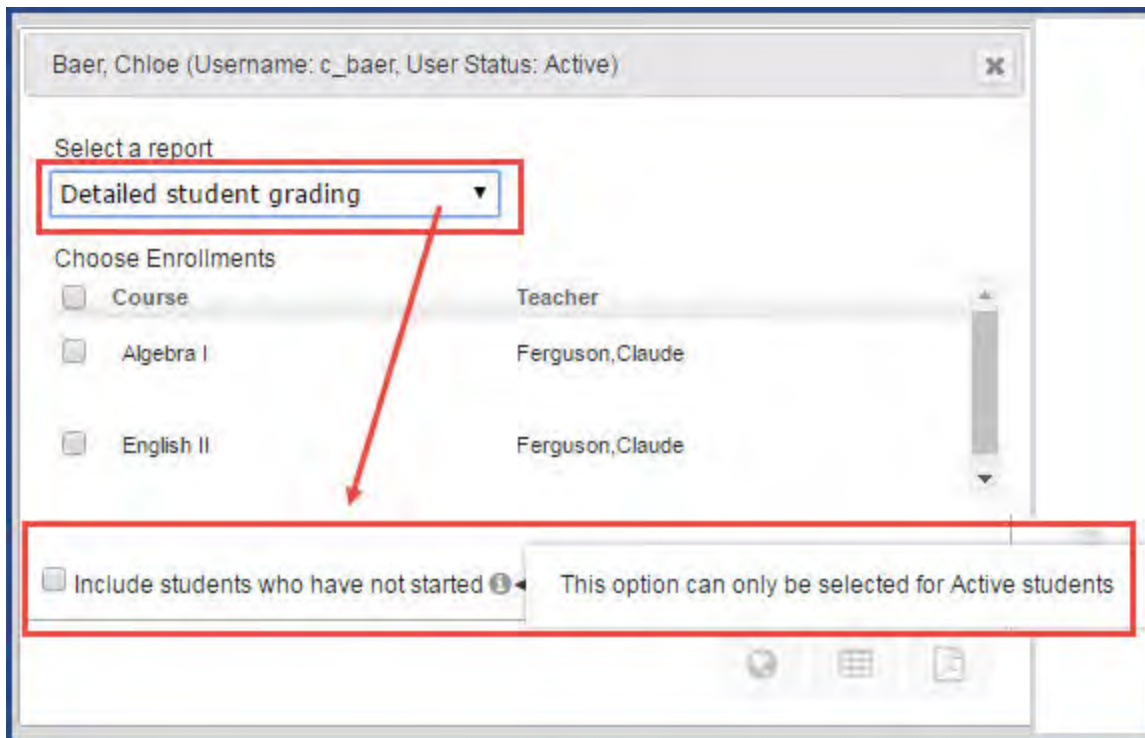 Baer, Chloe (Username: c_baer, User Status: Active)
Select a report
Detailed student grading
Choose Enrollments
Course Teacher
Algebra I Ferguson,Claude
English II Ferguson,Claude
Include students who have not started This option can only be selected for Active students